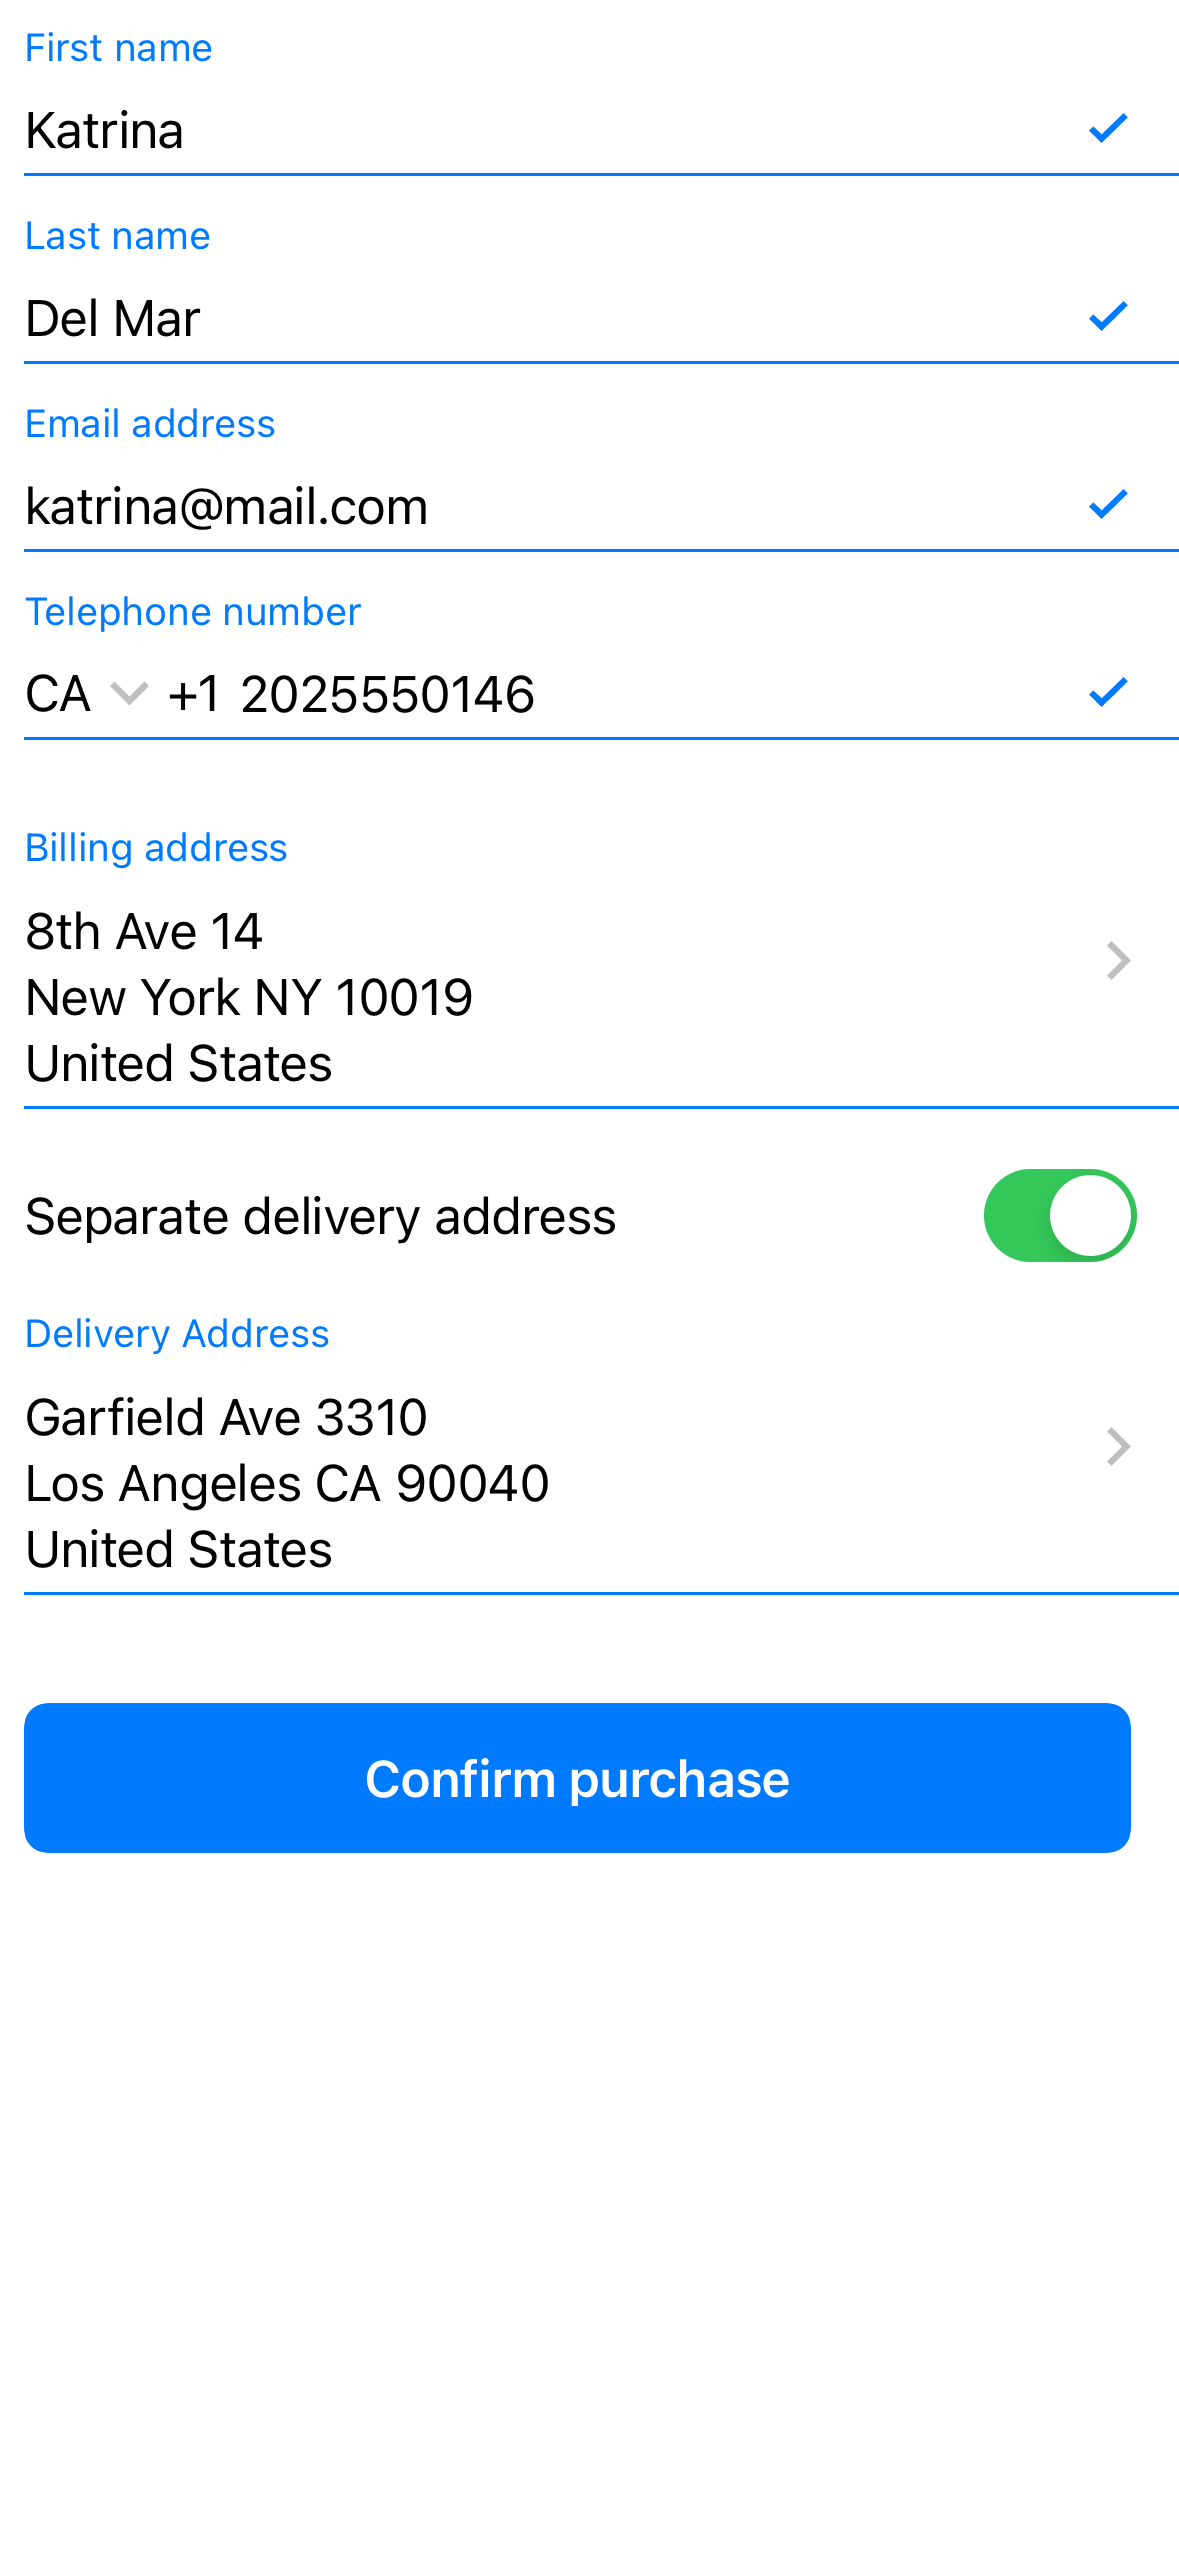 First name
Katrina
Last name
Del Mar
Email address
katrina@mail.com
Telephone number
CA +1 2025550146
Billing address
8th Ave 14
New York NY 10019
United States
Separate delivery address
Delivery Address
Garfield Ave 3310
Los Angeles CA 90040
United States
Confirm purchase